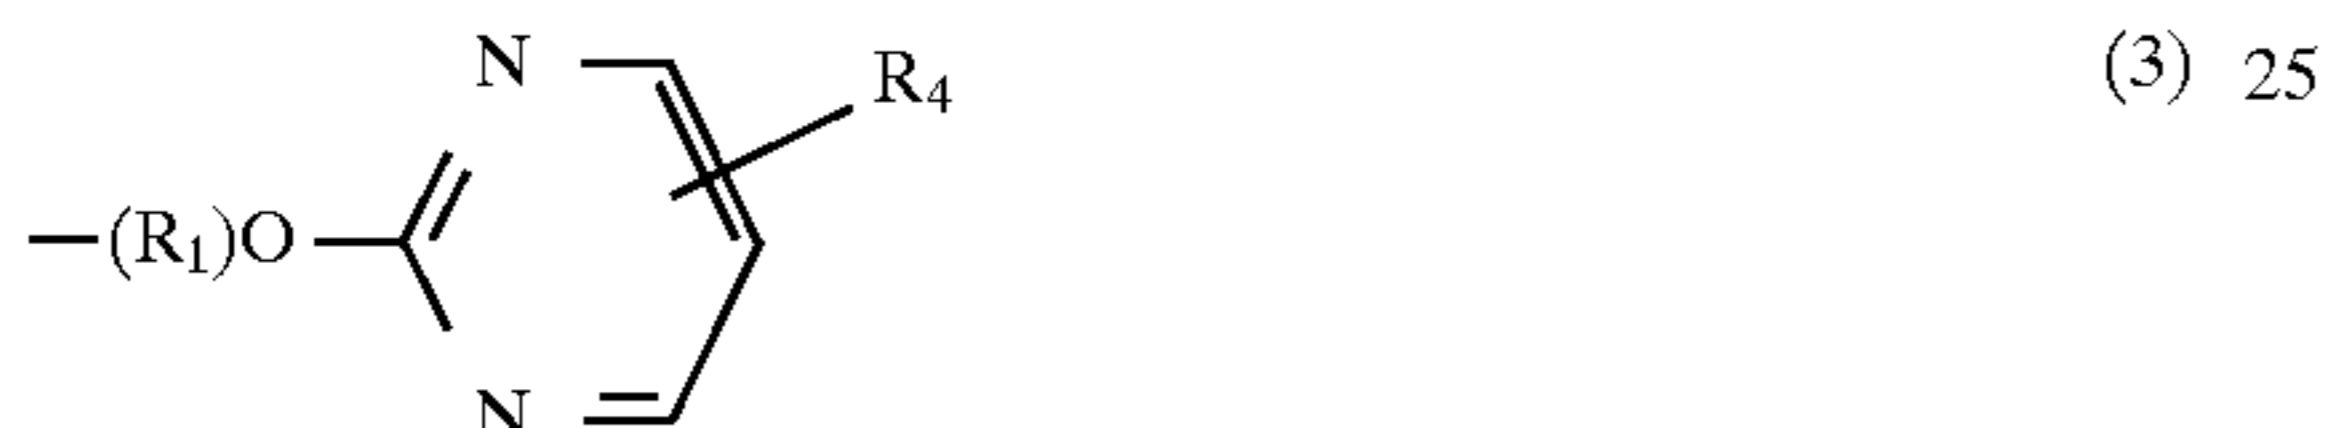 N
R4
(3) 25
—(R1)O
N